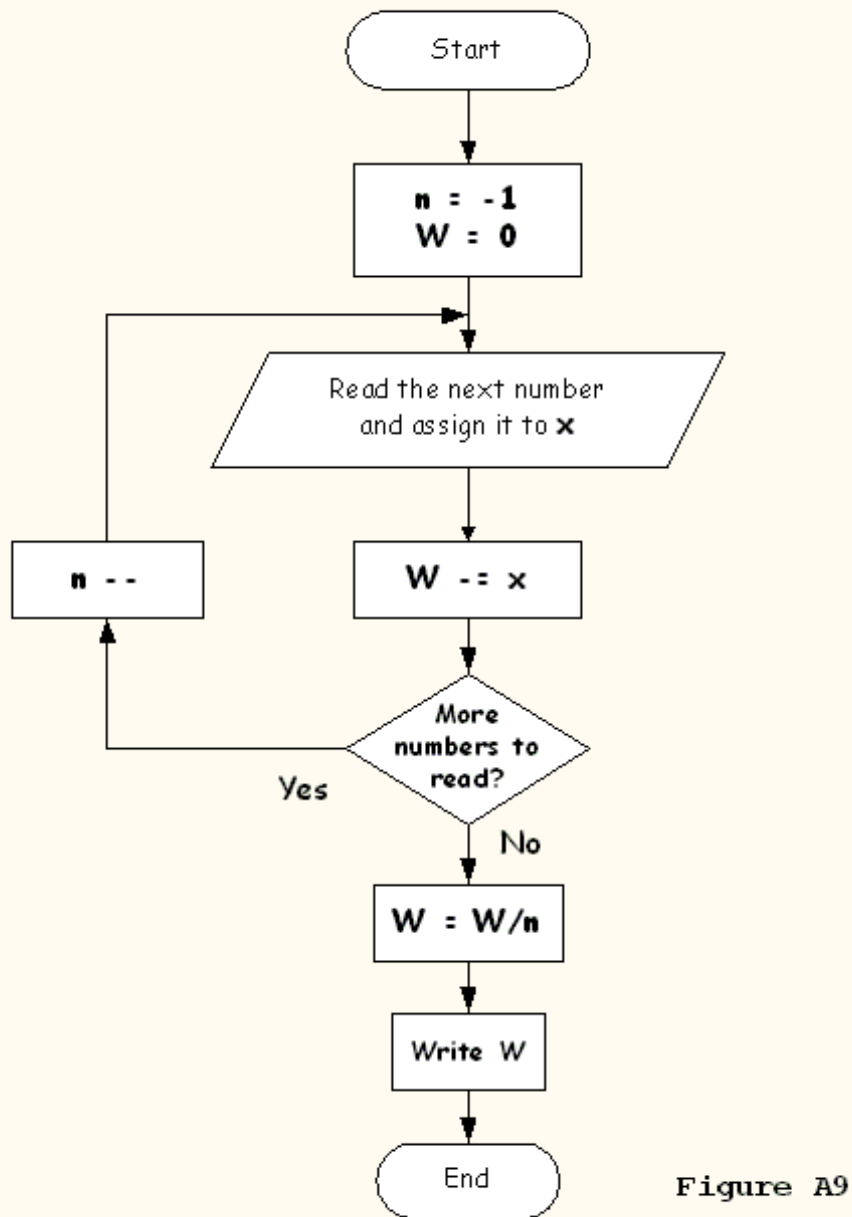 Start
n = -1
W = 0
Read the next number
and assign it to x
n --
W -= x
More
numbers to
read?
Yes
No
W = W/n
Write W
End
Figure A9